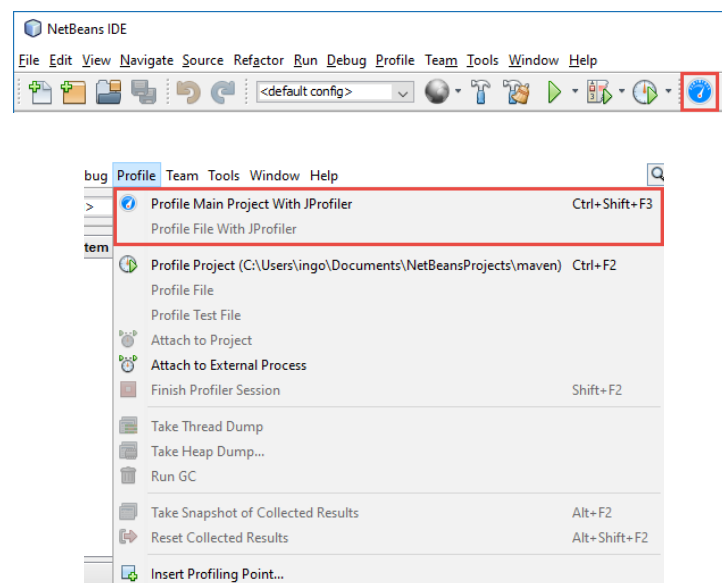 NetBeans IDE
File Edit View Navigate Source Refactor Run Debug Profile Team Tools Window Help
<default config>
bug Profile Team Tools Window Help
> Profile Main Project With JProfiler Ctrl+Shift+F3
Profile File With JProfiler
tem
Profile Project (C:\Users\ingo\Documents\NetBeansProjects\maven) Ctrl+F2
Profile File
Profile Test File
Attach to Project
Attach to External Process
Finish Profiler Session Shift+F2
Take Thread Dump
Take Heap Dump...
Run GC
Take Snapshot of Collected Results Alt+F2
Reset Collected Results Alt+Shift+F2
Insert Profiling Point...